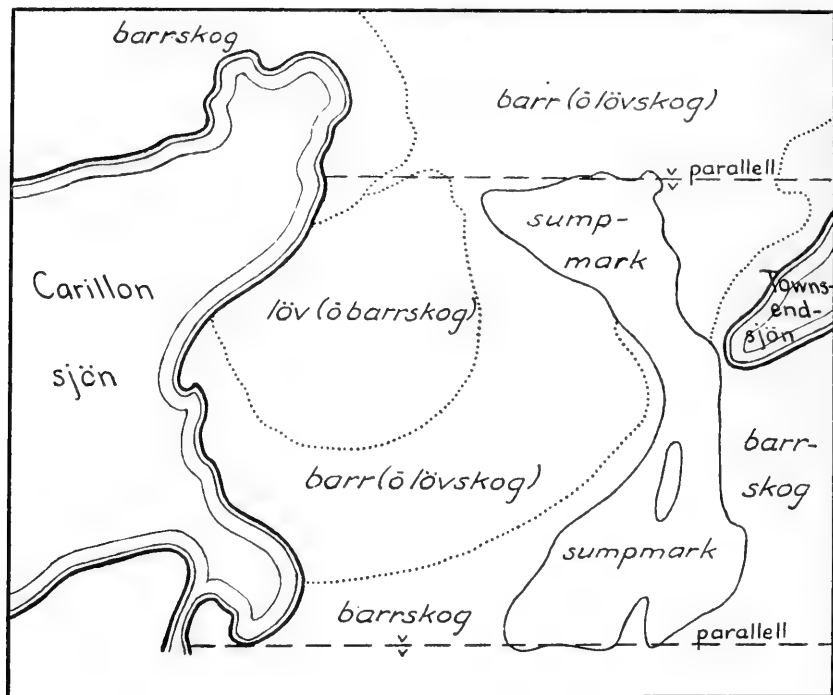 barrskog
barr (ö lövskog)
parallell
sump-
mark
Towns-
end-
sjön
Carillon
sjön
löv (ö barrskog)
barr (ö lövskog)
barr-
skog
sumpmark
barrskog
parallell